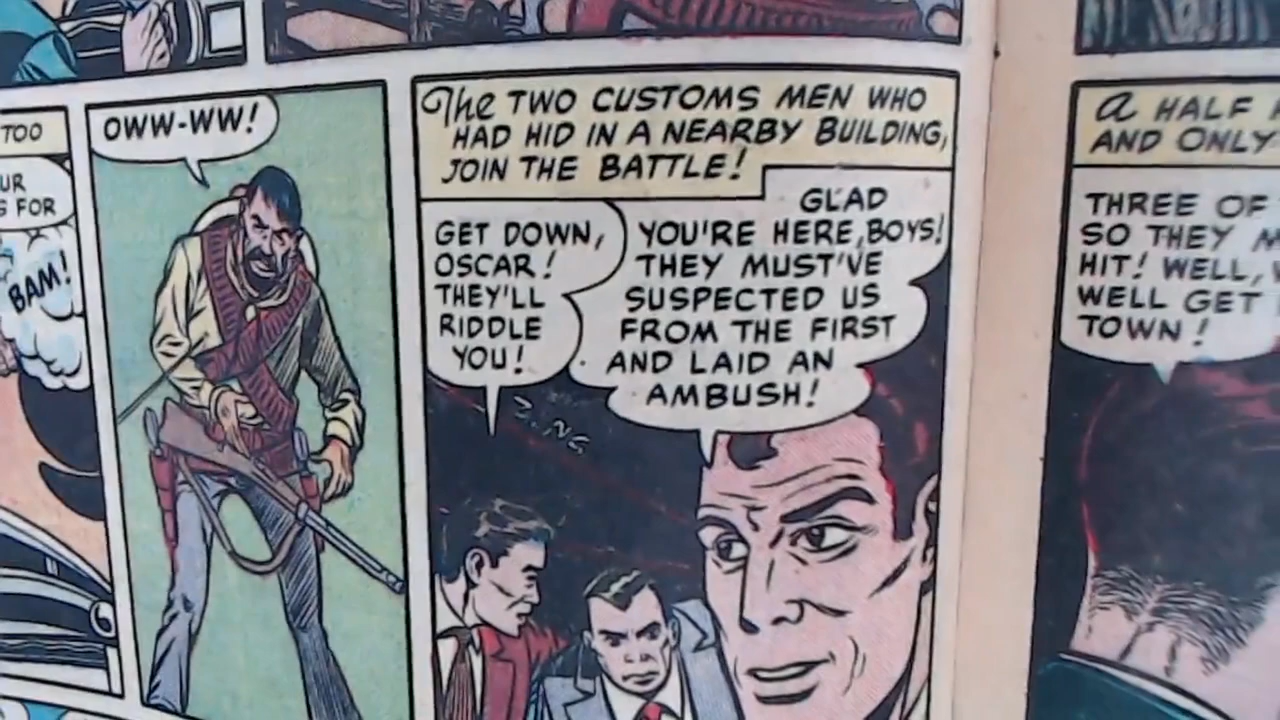 TOO
UR
S FOR
BAM!
OWW-WW!
The TWO CUSTOMS MEN WHO
HAD HID IN A NEARBY BUILDING,
JOIN THE BATTLE!
GET DOWN,
OSCAR!
THEY'LL
RIDDLE
YOU!
GLAD
YOU'RE HERE, BOYS!
THEY MUST'VE
SUSPECTED US
FROM THE FIRST
AND LAID AN
AMBUSH!
A HALF
AND ONLY
THREE OF
SO THEY
HIT! WELL,
WELL GET
TOWN!